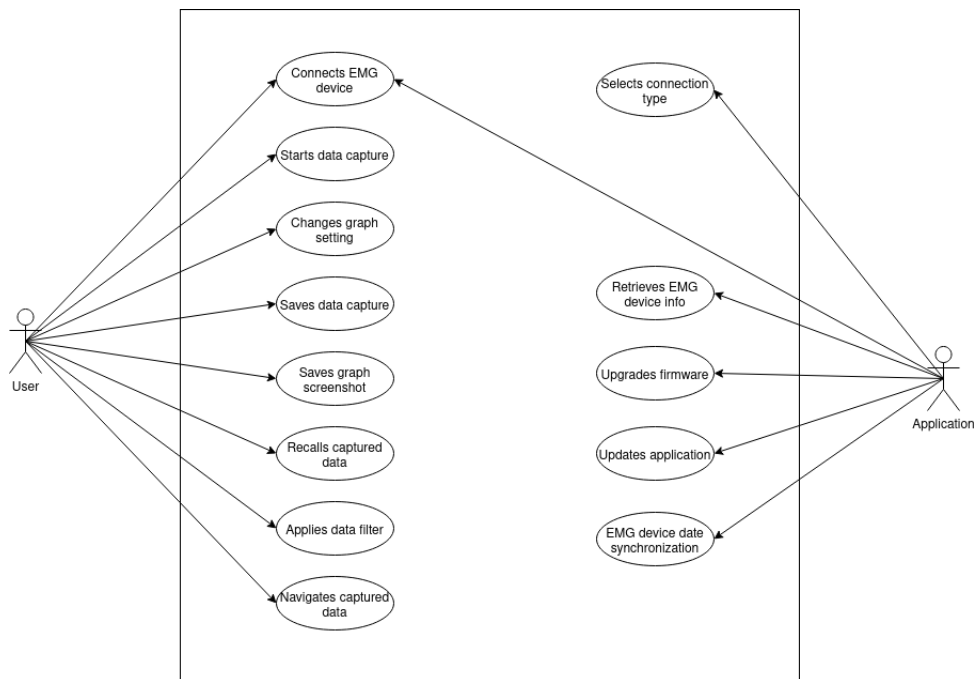 Connects EMG
device
Starts data capture
Changes graph
setting
Saves data capture
Saves graph
screenshot
Recalls captured
data
Applies data filter
Navigates captured
data
Selects connection
type
Retrieves EMG
device info
Upgrades firmware
Updates application
EMG device date
synchronization
User
Application